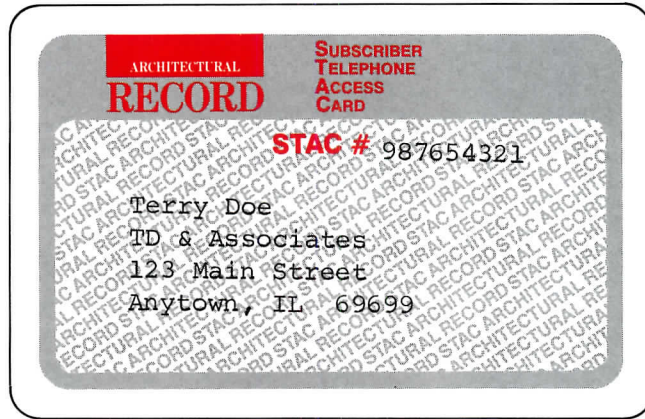 ARCHITECTURAL
RECORD
SUBSCRIBER
TELEPHONE
ACCESS
CARD
STAC # 987654321
Terry Doe
TD & Associates
123 Main Street
Anytown, IL 69699